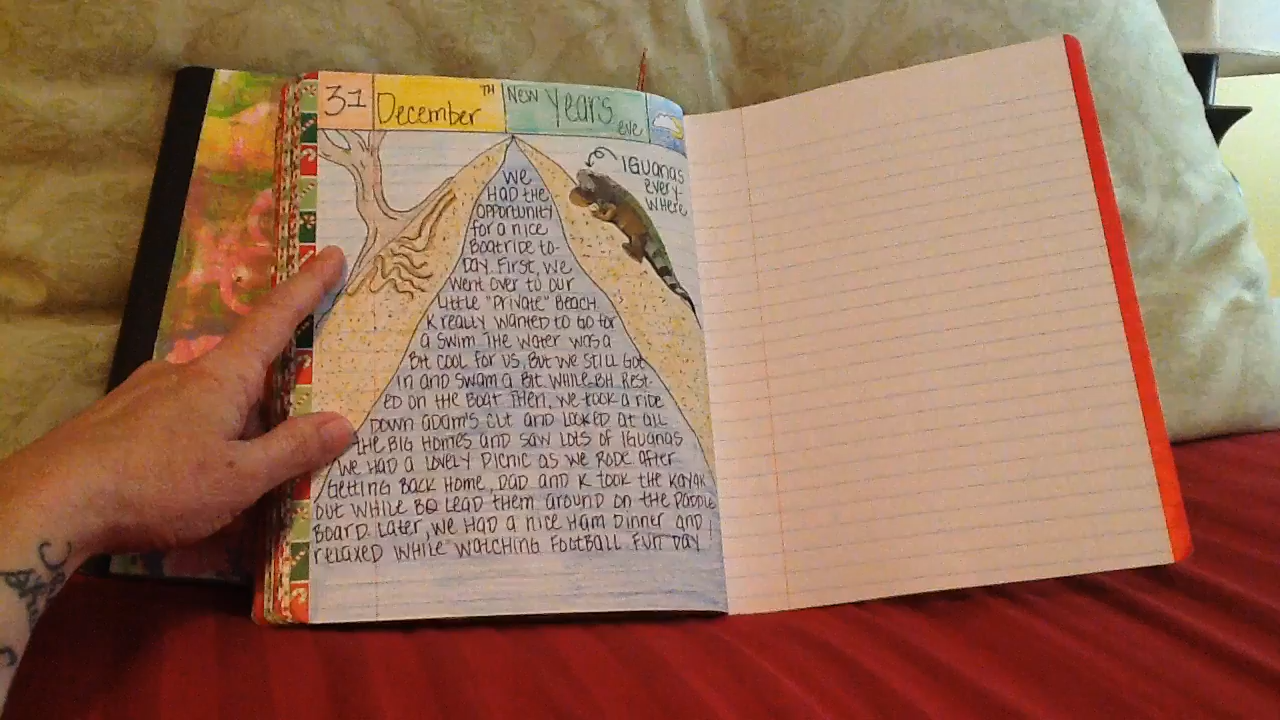 31 December TH New Years eve
IGUANAS
every-
WHere
We
HAD THE
opportunity
for a nice
Boatride to-
DAY. First, we
went over to our
Little "Private" Beach.
K really wanted to go for
a swim. The water was a
Bit cool for us, But we still got
in and swam a Bit while BH Rest-
ed on the Boat. Then, we took a ride
down Adam's cut and looked at all
the Big Homes and saw lots of Iguanas
We Had a lovely picnic as we rode. After
getting Back Home, Dad and K took the kayak
out while BQ lead them around on the paddle
Board. Later, we had a nice Ham Dinner and
relaxed while watching football. Fun Day!